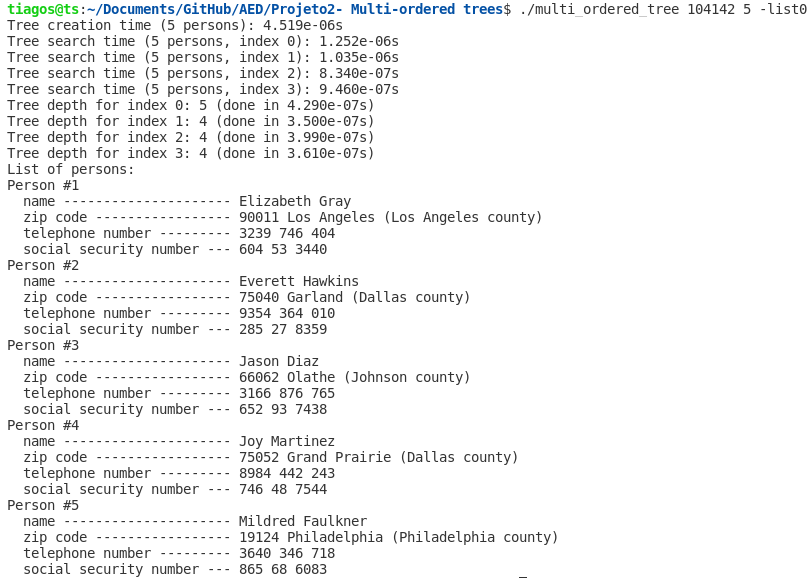 tiagos@ts:~/Documents/GitHub/AED/Projeto2- Multi-ordered trees$ ./multi_ordered_tree 104142 5 -list0
Tree creation time (5 persons): 4.519e-06s
Tree search time (5 persons, index 0): 1.252e-06s
Tree search time (5 persons, index 1): 1.035e-06s
Tree search time (5 persons, index 2): 8.340e-07s
Tree search time (5 persons, index 3): 9.460e-07s
Tree depth for index 0: 5 (done in 4.290e-07s)
Tree depth for index 1: 4 (done in 3.500e-07s)
Tree depth for index 2: 4 (done in 3.990e-07s)
Tree depth for index 3: 4 (done in 3.610e-07s)
List of persons:
Person #1
  name --------------------- Elizabeth Gray
  zip code ----------------- 90011 Los Angeles (Los Angeles county)
  telephone number --------- 3239 746 404
  social security number --- 604 53 3440
Person #2
  name --------------------- Everett Hawkins
  zip code ----------------- 75040 Garland (Dallas county)
  telephone number --------- 9354 364 010
  social security number --- 285 27 8359
Person #3
  name --------------------- Jason Diaz
  zip code ----------------- 66062 Olathe (Johnson county)
  telephone number --------- 3166 876 765
  social security number --- 652 93 7438
Person #4
  name --------------------- Joy Martinez
  zip code ----------------- 75052 Grand Prairie (Dallas county)
  telephone number --------- 8984 442 243
  social security number --- 746 48 7544
Person #5
  name --------------------- Mildred Faulkner
  zip code ----------------- 19124 Philadelphia (Philadelphia county)
  telephone number --------- 3640 346 718
  social security number --- 865 68 6083